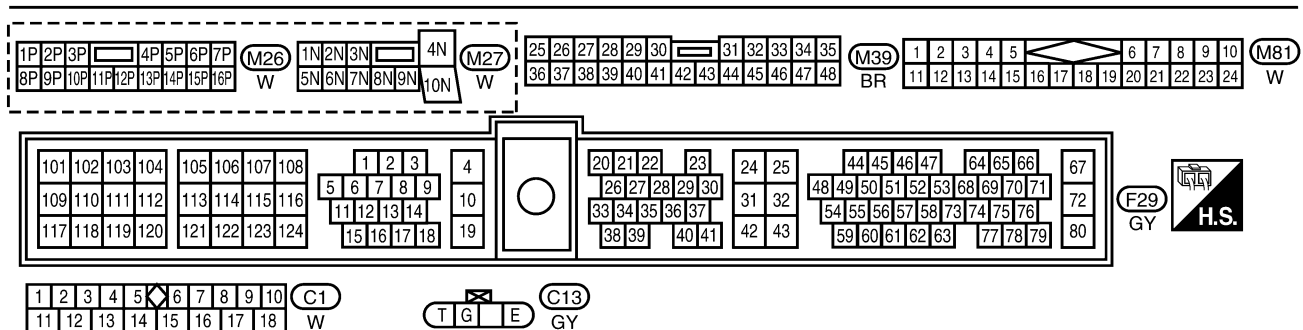 1P 2P 3P 4P 5P 6P 7P M26
8P 9P 10P 11P 12P 13P 14P 15P 16P W
1N 2N 3N 4N M27
5N 6N 7N 8N 9N 10N W
25 26 27 28 29 30 31 32 33 34 35 M39
36 37 38 39 40 41 42 43 44 45 46 47 48 BR
1 2 3 4 5 6 7 8 9 10 M81
11 12 13 14 15 16 17 18 19 20 21 22 23 24 W
101 102 103 104 105 106 107 108
109 110 111 112 113 114 115 116
117 118 119 120 121 122 123 124
1 2 3 4
5 6 7 8 9 10
11 12 13 14
15 16 17 18 19
20 21 22 23 24 25
26 27 28 29 30 31 32
33 34 35 36 37
38 39 40 41 42 43
44 45 46 47 64 65 66 67
48 49 50 51 52 53 68 69 70 71 72
54 55 56 57 58 73 74 75 76
59 60 61 62 63 77 78 79 80
F29
GY
H.S.
1 2 3 4 5 6 7 8 9 10 C1
11 12 13 14 15 16 17 18 W
T G E C13
GY